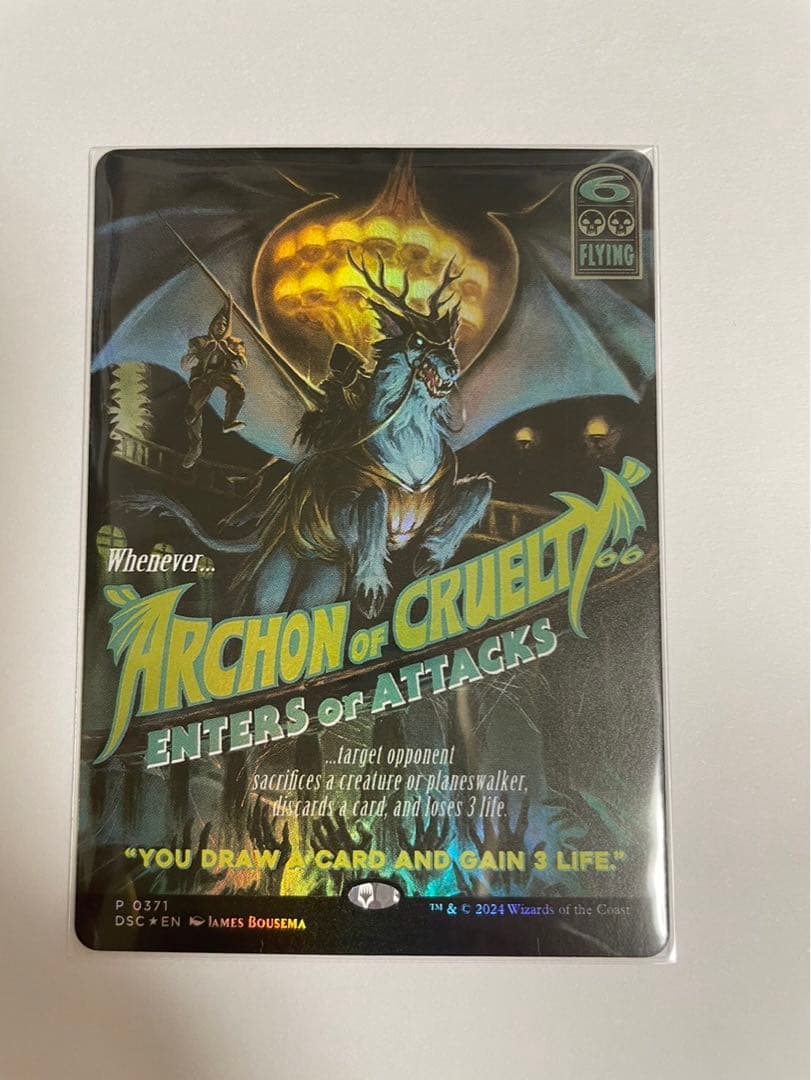 6
FLYING
Whenever...
"ARCHON OF CRUELTY"
66
ENTERS or ATTACKS
...target opponent
sacrifices a creature or planeswalker,
discards a card, and loses 3 life.
"YOU DRAW A CARD AND GAIN 3 LIFE."
P 0371
DSC★EN JAMES BOUSEMA
™ & © 2024 Wizards of the Coast